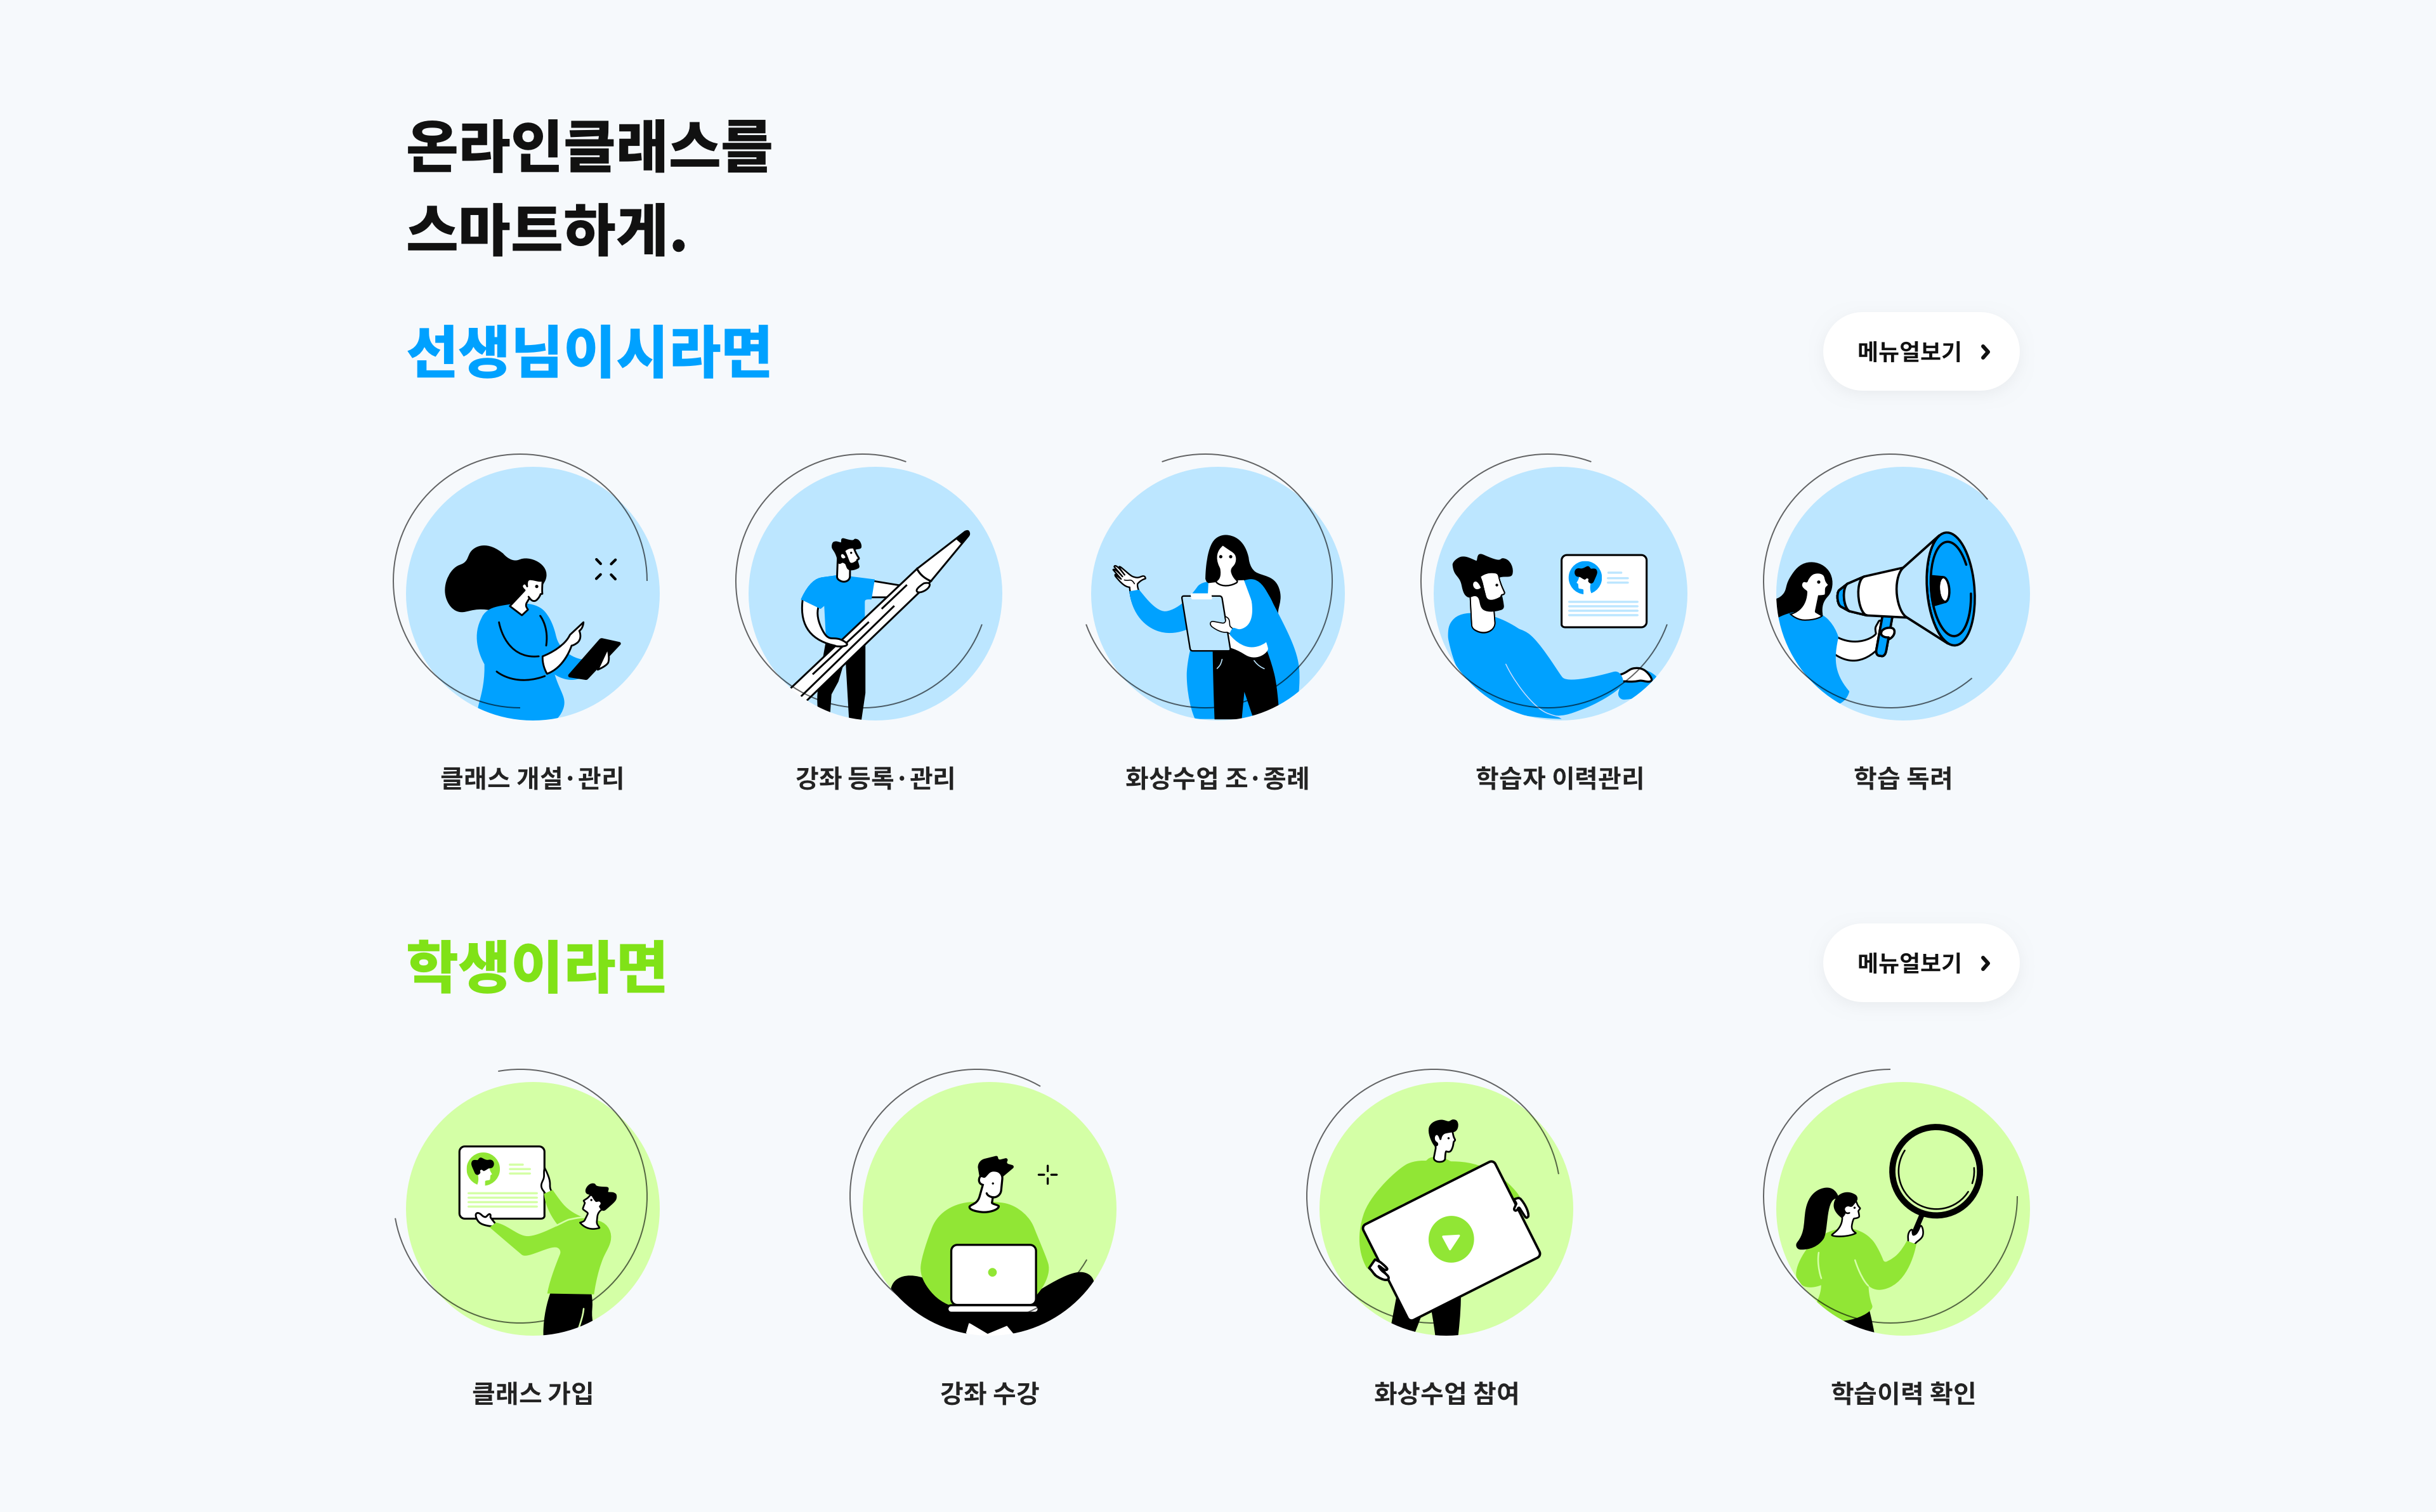 온라인클래스를
스마트하게.
선생님이시라면
메뉴얼보기
클래스 개설·관리
강좌 등록·관리
화상수업 조·종례
학습자 이력관리
학습 독려
학생이라면
메뉴얼보기
클래스 가입
강좌 수강
화상수업 참여
학습이력 확인